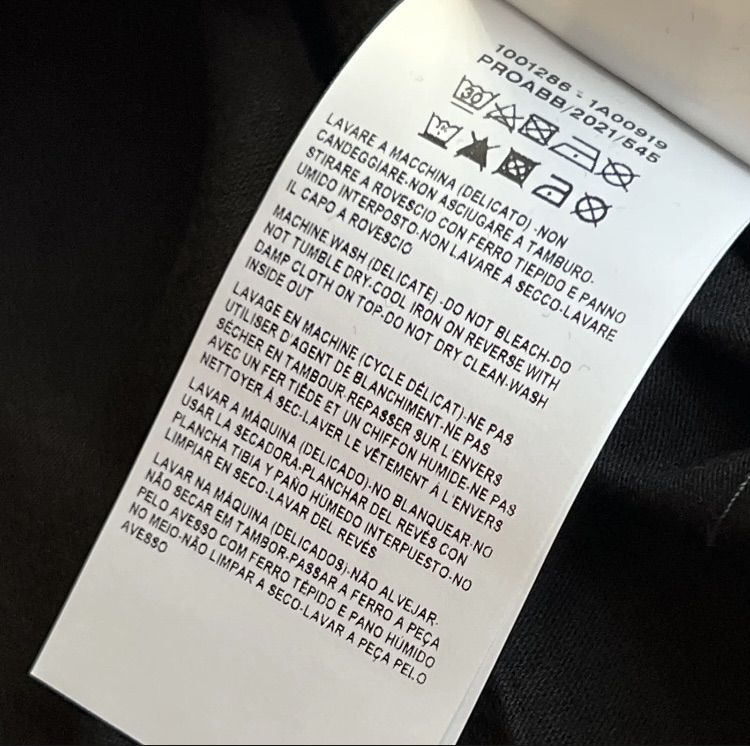 1001286 - 1A00919
PROABB/2021/545
30
LAVARE A MACCHINA (DELICATO) -NON
CANDEGGIARE-NON ASCIUGARE A TAMBURO-
STIRARE A ROVESCIO CON FERRO TIEPIDO E PANNO
UMIDO INTERPOSTO-NON LAVARE A SECCO-LAVARE
IL CAPO A ROVESCIO
MACHINE WASH (DELICATE) -DO NOT BLEACH-DO
NOT TUMBLE DRY-COOL IRON ON REVERSE WITH
DAMP CLOTH ON TOP-DO NOT DRY CLEAN-WASH
INSIDE OUT
LAVAGE EN MACHINE (CYCLE DÉLICAT)-NE PAS
UTILISER D'AGENT DE BLANCHIMENT-NE PAS
SÉCHER EN TAMBOUR-REPASSER SUR L'ENVERS
AVEC UN FER TIÈDE ET UN CHIFFON HUMIDE-NE PAS
NETTOYER À SEC-LAVER LE VÊTEMENT À L'ENVERS
LAVAR A MÁQUINA (DELICADO)-NO BLANQUEAR-NO
USAR LA SECADORA-PLANCHAR DEL REVÉS CON
PLANCHA TIBIA Y PAÑO HÚMEDO INTERPUESTO-NO
LIMPIAR EN SECO-LAVAR DEL REVÉS
LAVAR NA MÁQUINA (DELICADOS)-NÃO ALVEJAR-
NÃO SECAR EM TAMBOR-PASSAR A FERRO A PEÇA
PELO AVESSO COM FERRO TÉPIDO E PANO HÚMIDO
NO MEIO-NÃO LIMPAR A SECO-LAVAR A PEÇA PELO
AVESSO